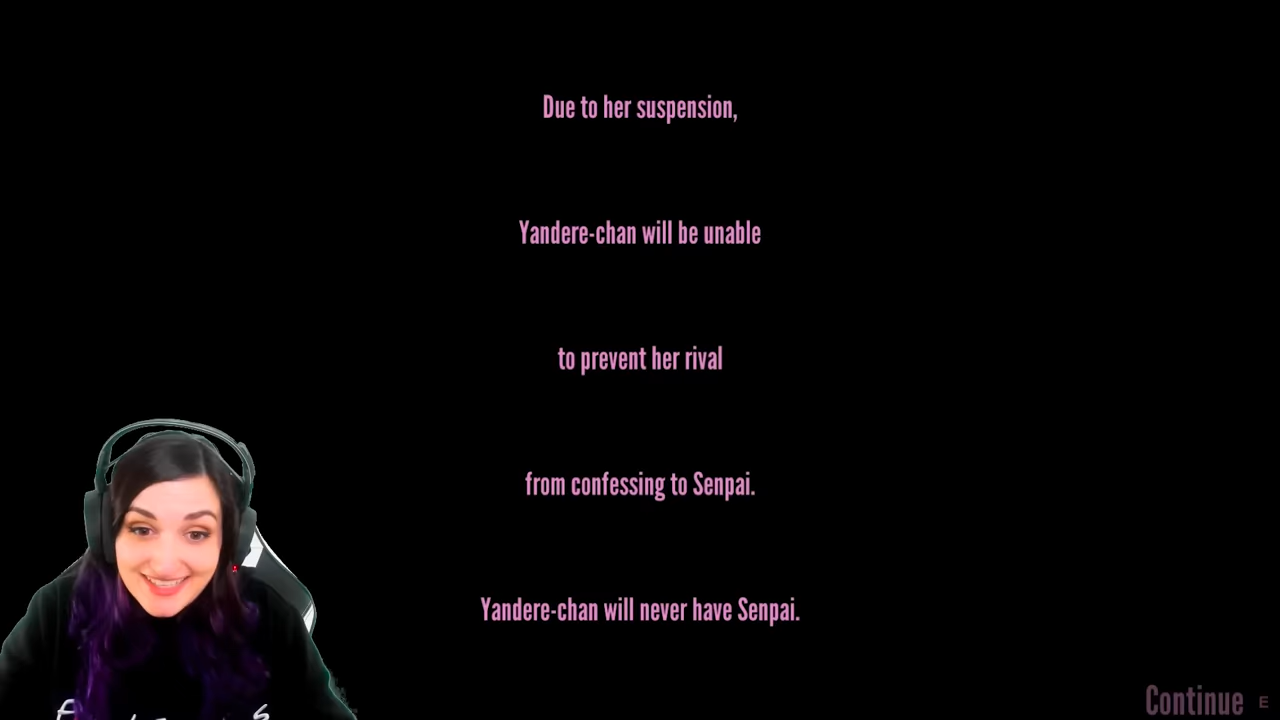 Due to her suspension,
Yandere-chan will be unable
to prevent her rival
from confessing to Senpai.
Yandere-chan will never have Senpai.
Continue E